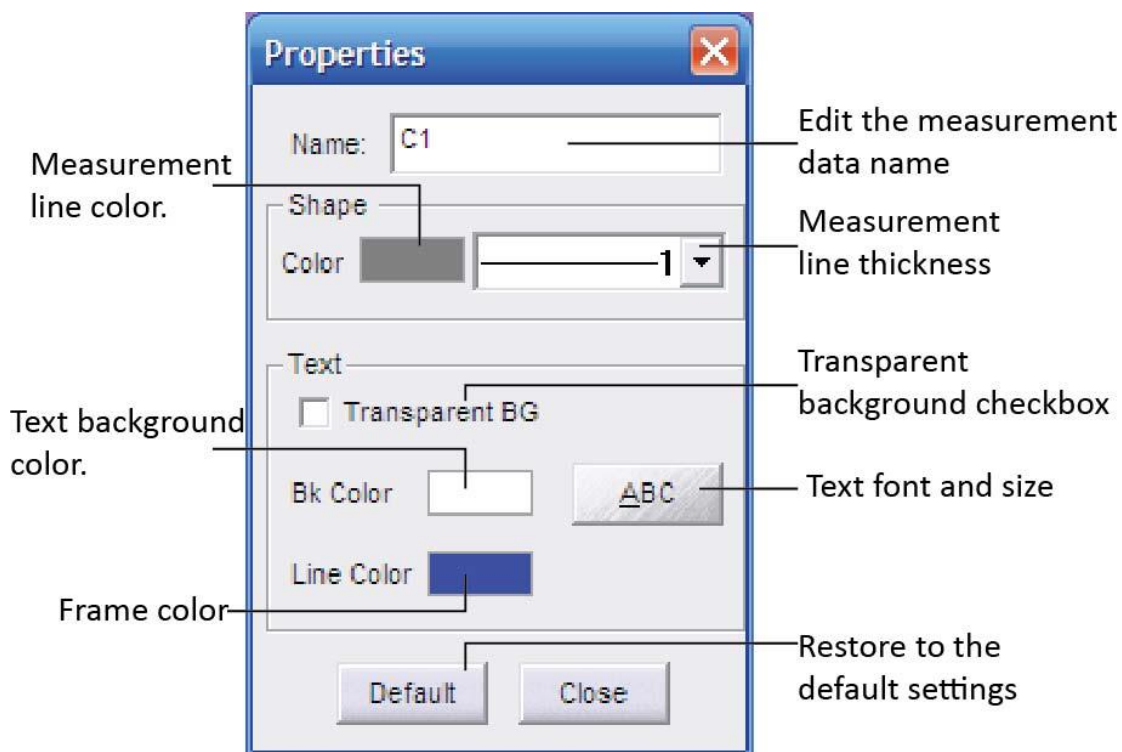 Properties
Name: C1
Edit the measurement
data name
Measurement
line color.
Shape
Color 1
Measurement
line thickness
Text
Transparent BG
Transparent
background checkbox
Text background
color.
Bk Color ABC
Text font and size
Line Color
Frame color
Default Close
Restore to the
default settings